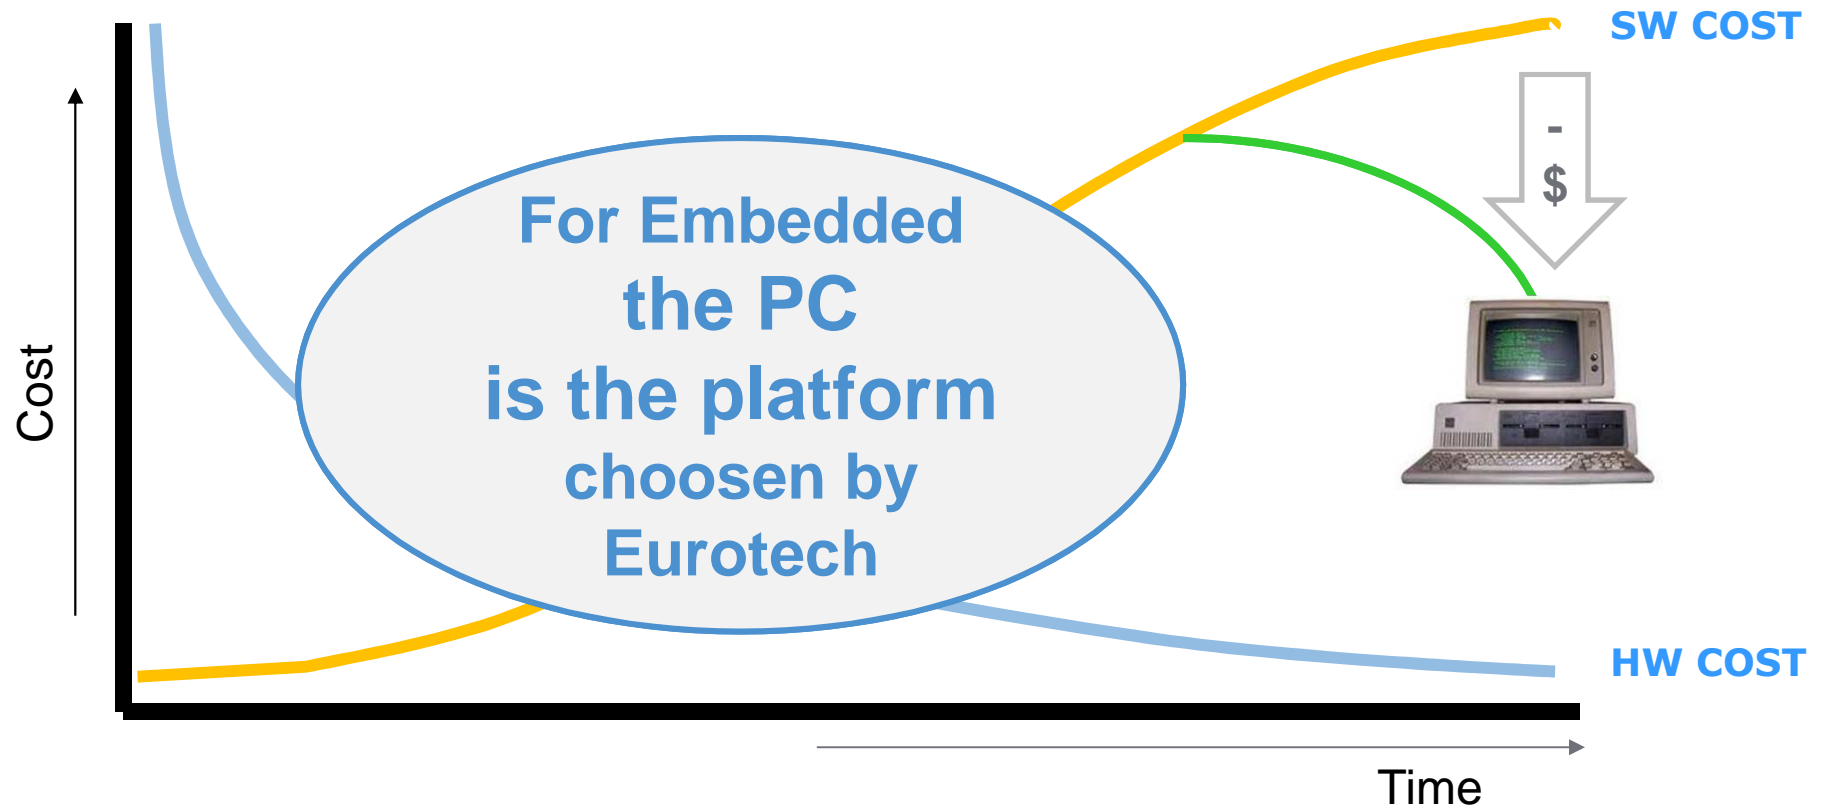 SW COST
-
$
For Embedded
the PC
is the platform
choosen by
Eurotech
Cost
HW COST
Time